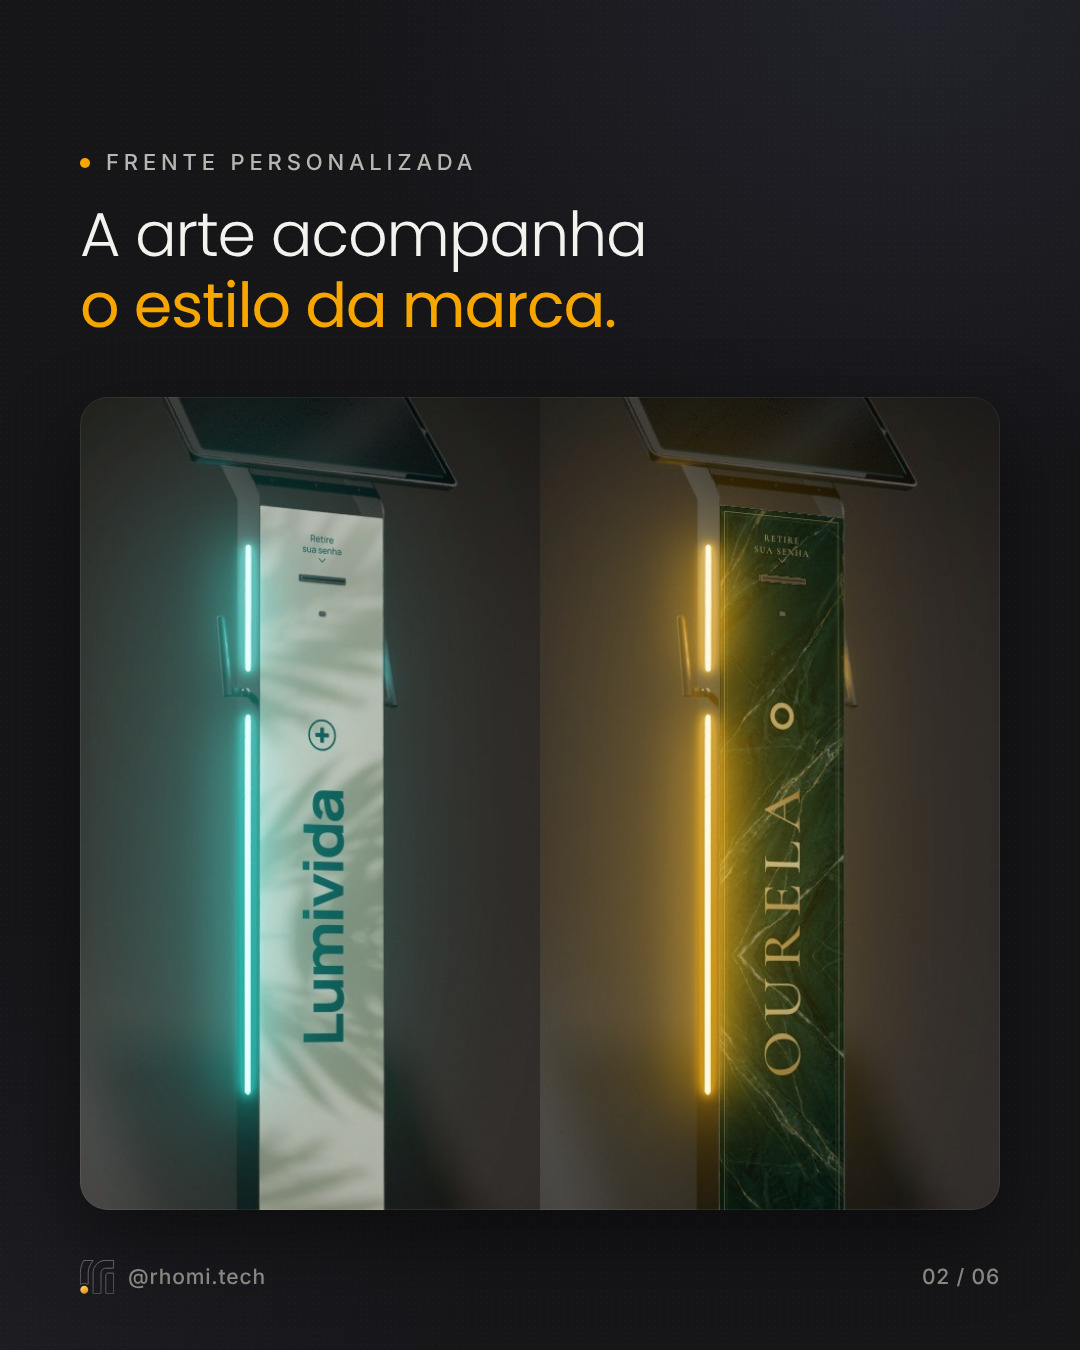 FRENTE PERSONALIZADA
A arte acompanha
o estilo da marca.
Retire
sua senha
Lumivida
RETIRE
SUA SENHA
OURELA
@rhomi.tech
02 / 06